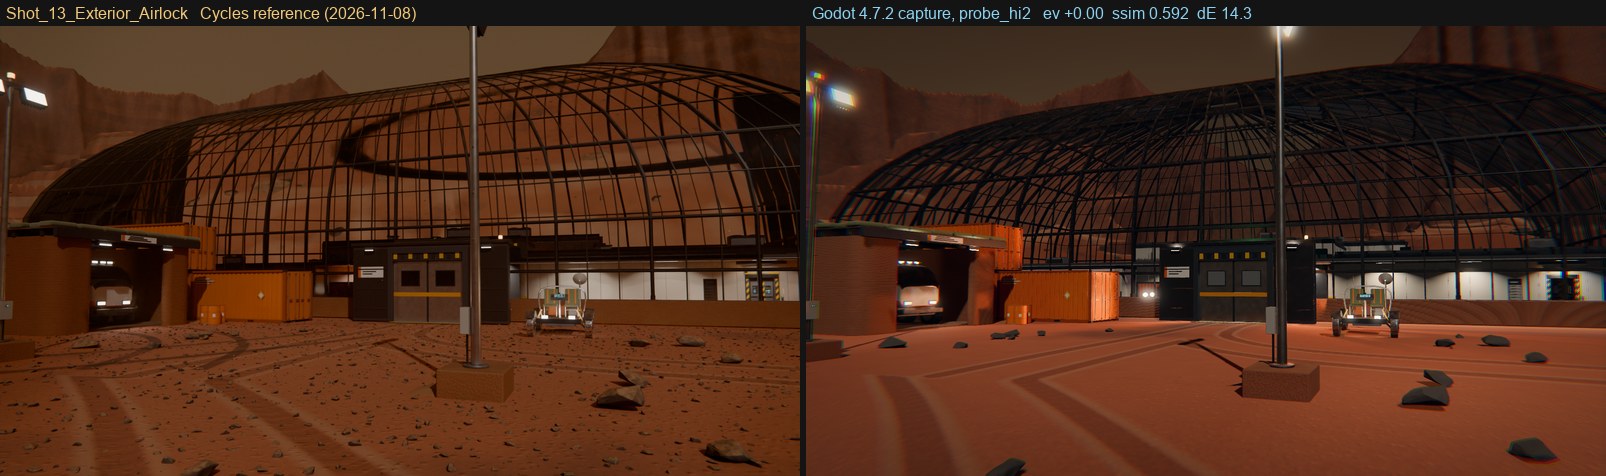 Shot_13_Exterior_Airlock Cycles reference (2026-11-08)
Godot 4.7.2 capture, probe_hi2 ev +0.00 ssim 0.592 dE 14.3